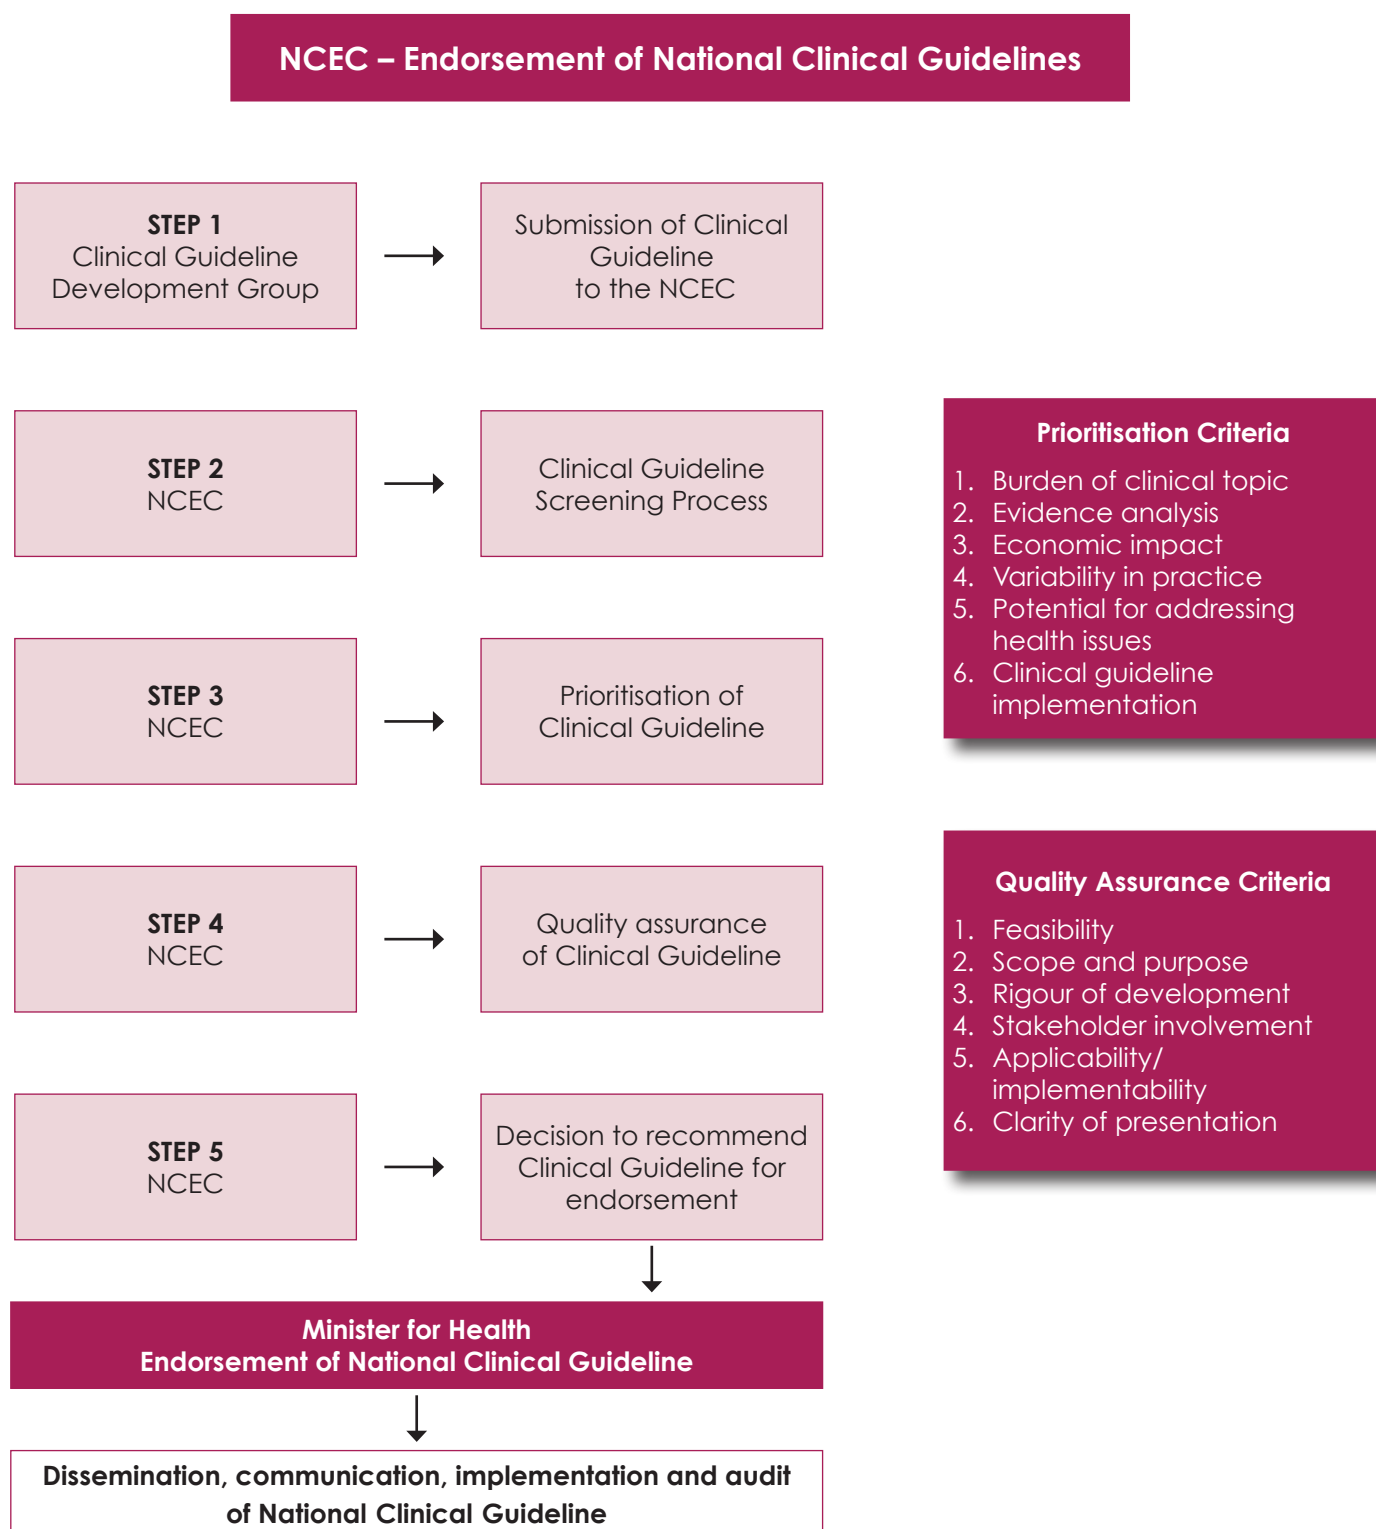 NCEC – Endorsement of National Clinical Guidelines
STEP 1
Clinical Guideline
Development Group
Submission of Clinical
Guideline
to the NCEC
STEP 2
NCEC
Clinical Guideline
Screening Process
STEP 3
NCEC
Prioritisation of
Clinical Guideline
STEP 4
NCEC
Quality assurance
of Clinical Guideline
STEP 5
NCEC
Decision to recommend
Clinical Guideline for
endorsement
Minister for Health
Endorsement of National Clinical Guideline
Dissemination, communication, implementation and audit
of National Clinical Guideline
Prioritisation Criteria
1. Burden of clinical topic
2. Evidence analysis
3. Economic impact
4. Variability in practice
5. Potential for addressing
health issues
6. Clinical guideline
implementation
Quality Assurance Criteria
1. Feasibility
2. Scope and purpose
3. Rigour of development
4. Stakeholder involvement
5. Applicability/
implementability
6. Clarity of presentation